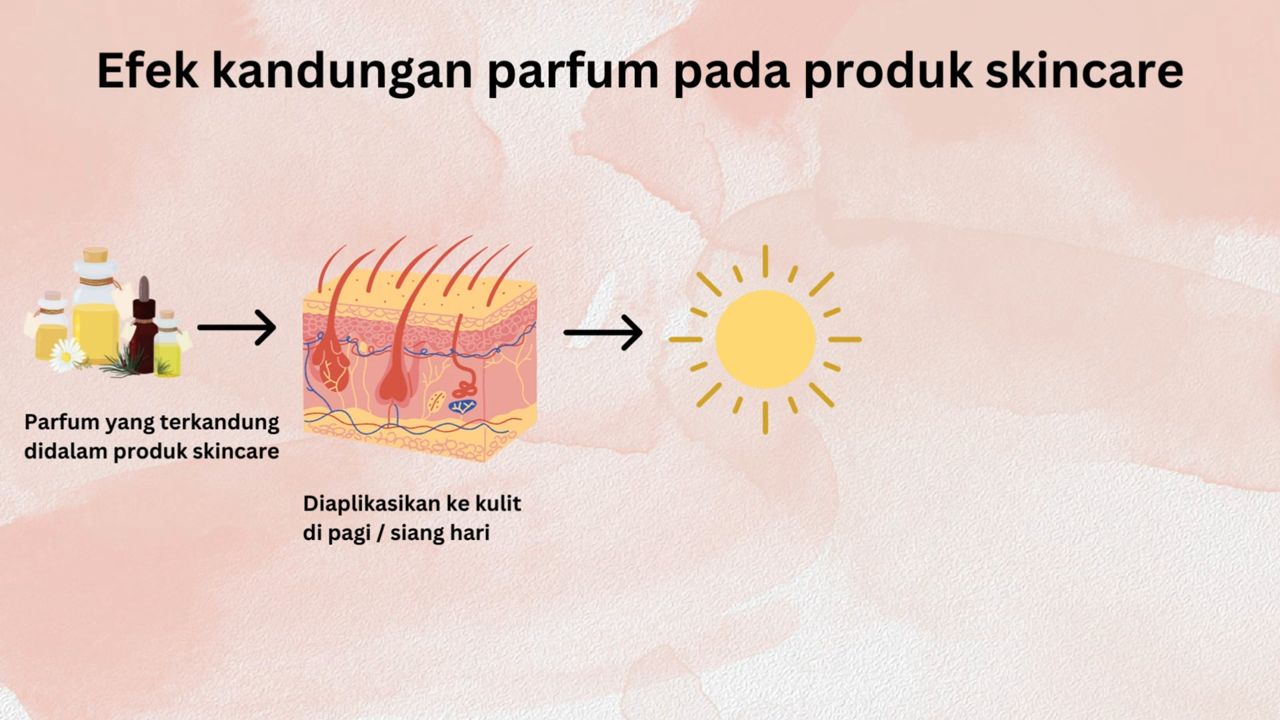 Efek kandungan parfum pada produk skincare
Parfum yang terkandung
didalam produk skincare
Diaplikasikan ke kulit
di pagi / siang hari